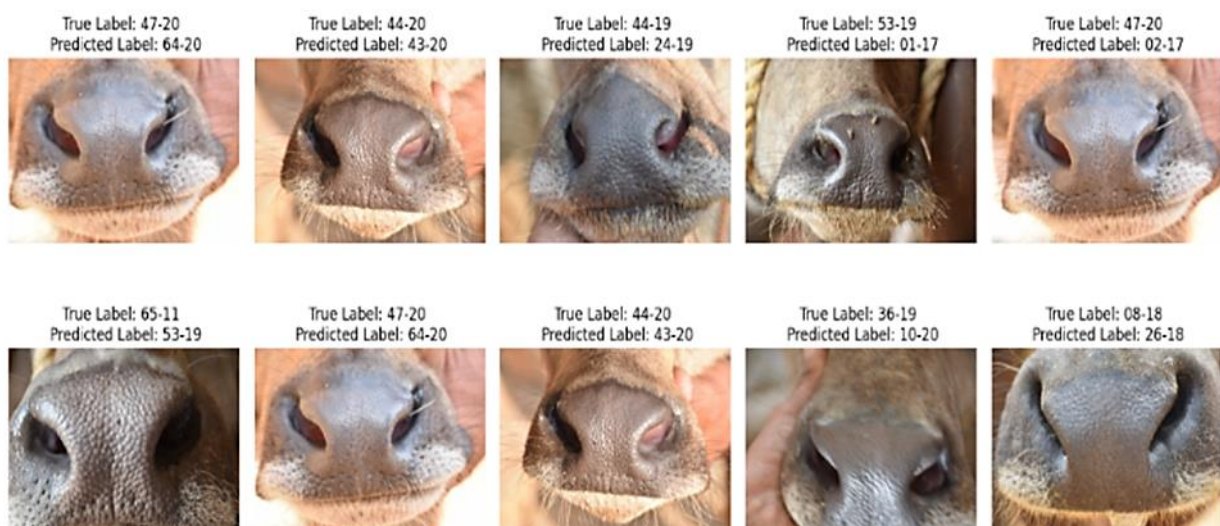 True Label: 47-20
Predicted Label: 64-20
True Label: 44-20
Predicted Label: 43-20
True Label: 44-19
Predicted Label: 24-19
True Label: 53-19
Predicted Label: 01-17
True Label: 47-20
Predicted Label: 02-17
True Label: 65-11
Predicted Label: 53-19
True Label: 47-20
Predicted Label: 64-20
True Label: 44-20
Predicted Label: 43-20
True Label: 36-19
Predicted Label: 10-20
True Label: 08-18
Predicted Label: 26-18